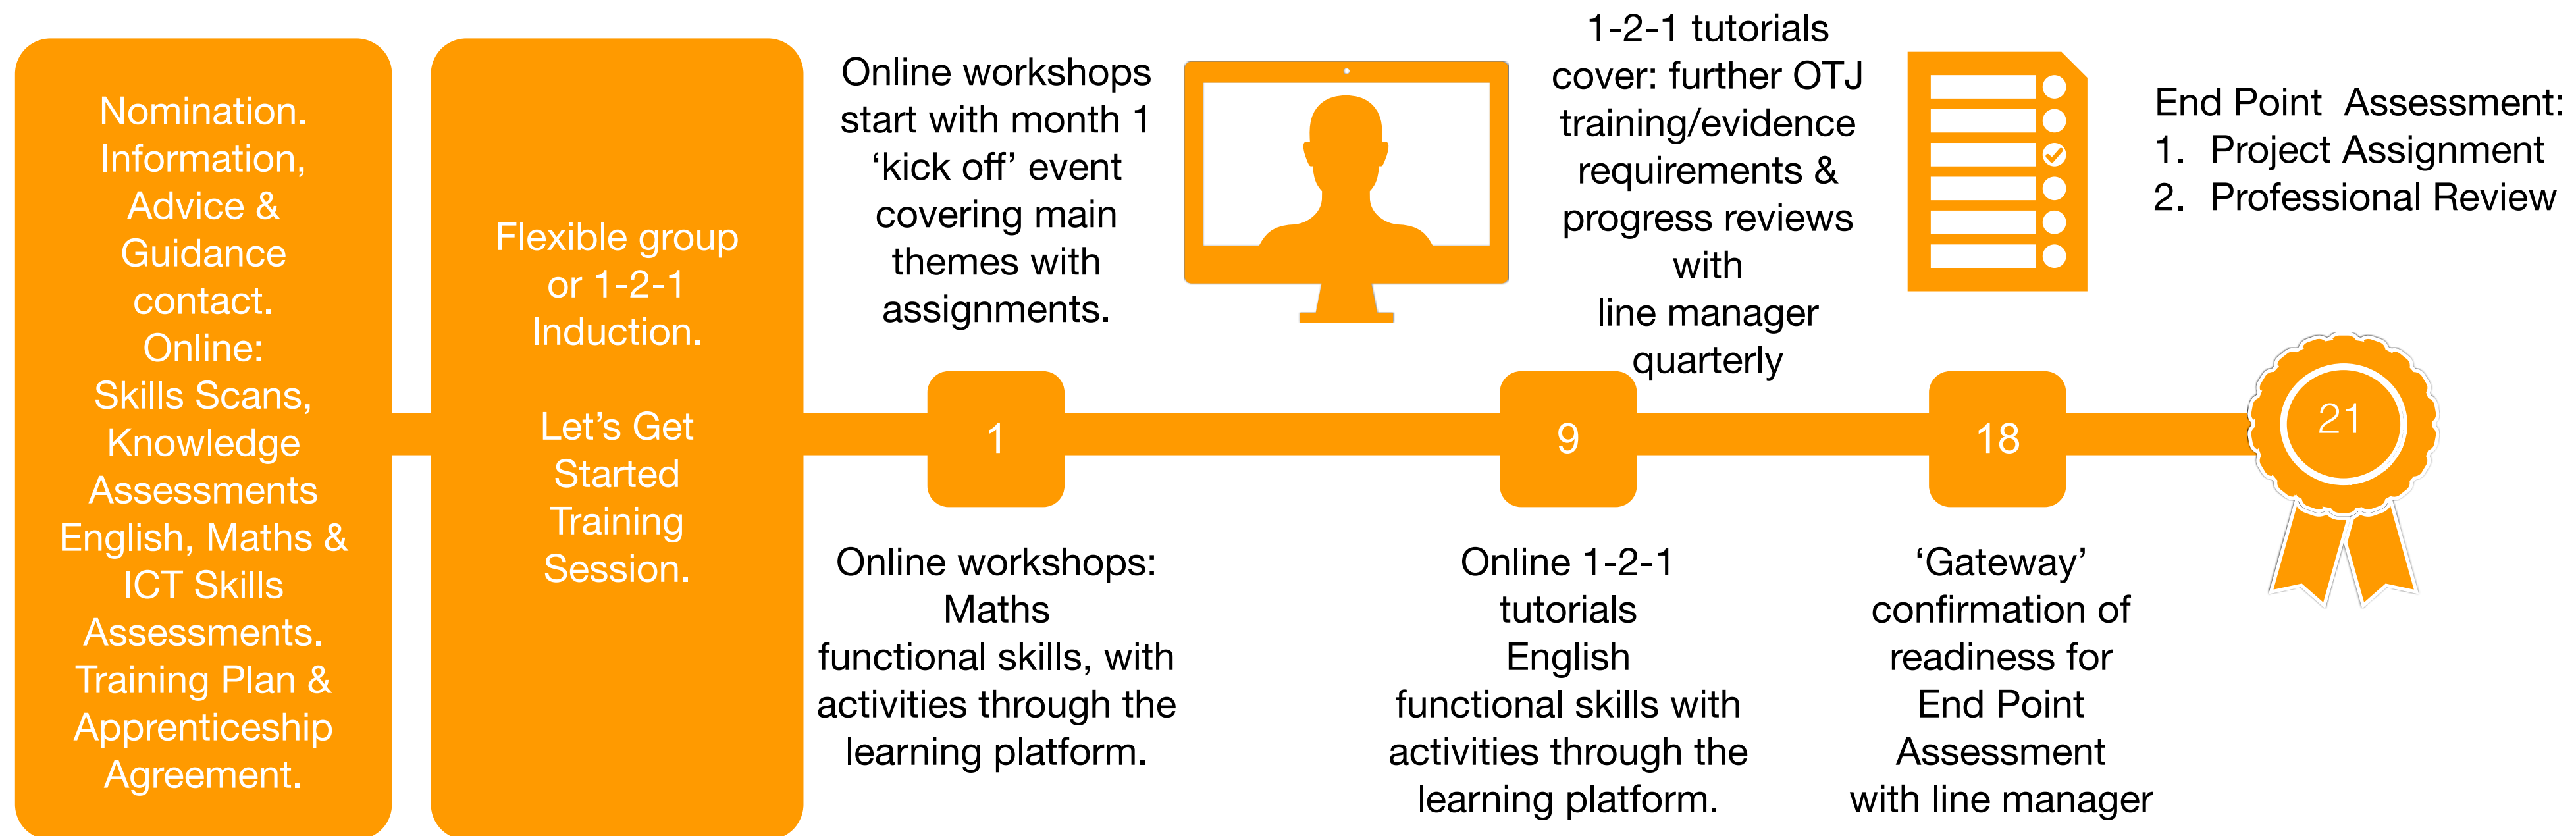 Nomination.
Information,
Advice &
Guidance
contact.
Online:
Skills Scans,
Knowledge
Assessments
English, Maths &
ICT Skills
Assessments.
Training Plan &
Apprenticeship
Agreement.
Flexible group
or 1-2-1
Induction.
Let’s Get
Started
Training
Session.
Online workshops
start with month 1
‘kick off’ event
covering main
themes with
assignments.
1
Online workshops:
Maths
functional skills, with
activities through the
learning platform.
1-2-1 tutorials
cover: further OTJ
training/evidence
requirements &
progress reviews
with
line manager
quarterly
9
Online 1-2-1
tutorials
English
functional skills with
activities through the
learning platform.
18
‘Gateway’
confirmation of
readiness for
End Point
Assessment
with line manager
End Point Assessment:
1. Project Assignment
2. Professional Review
21